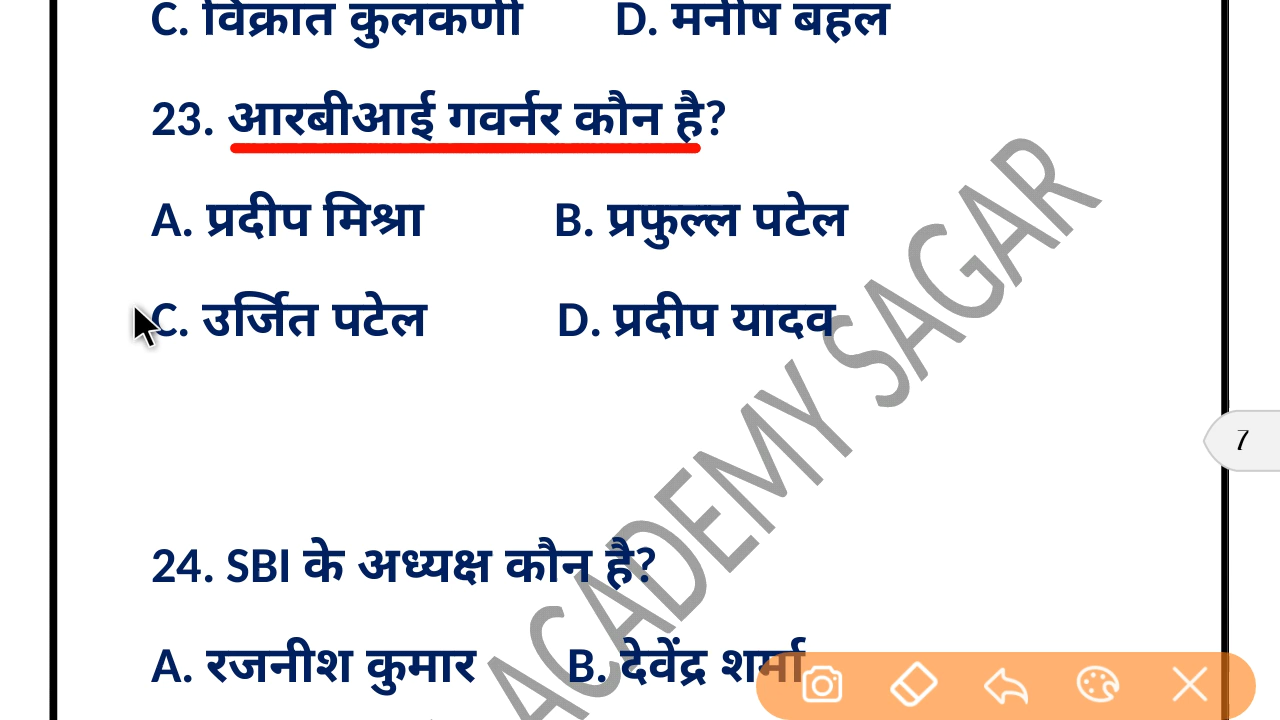 C. विक्रांत कुलकर्णी D. मनीष बहल
23. आरबीआई गवर्नर कौन है?
A. प्रदीप मिश्रा B. प्रफुल्ल पटेल
C. उर्जित पटेल D. प्रदीप यादव
7
24. SBI के अध्यक्ष कौन है?
A. रजनीश कुमार B. देवेंद्र शर्मा
ACADEMY SAGAR